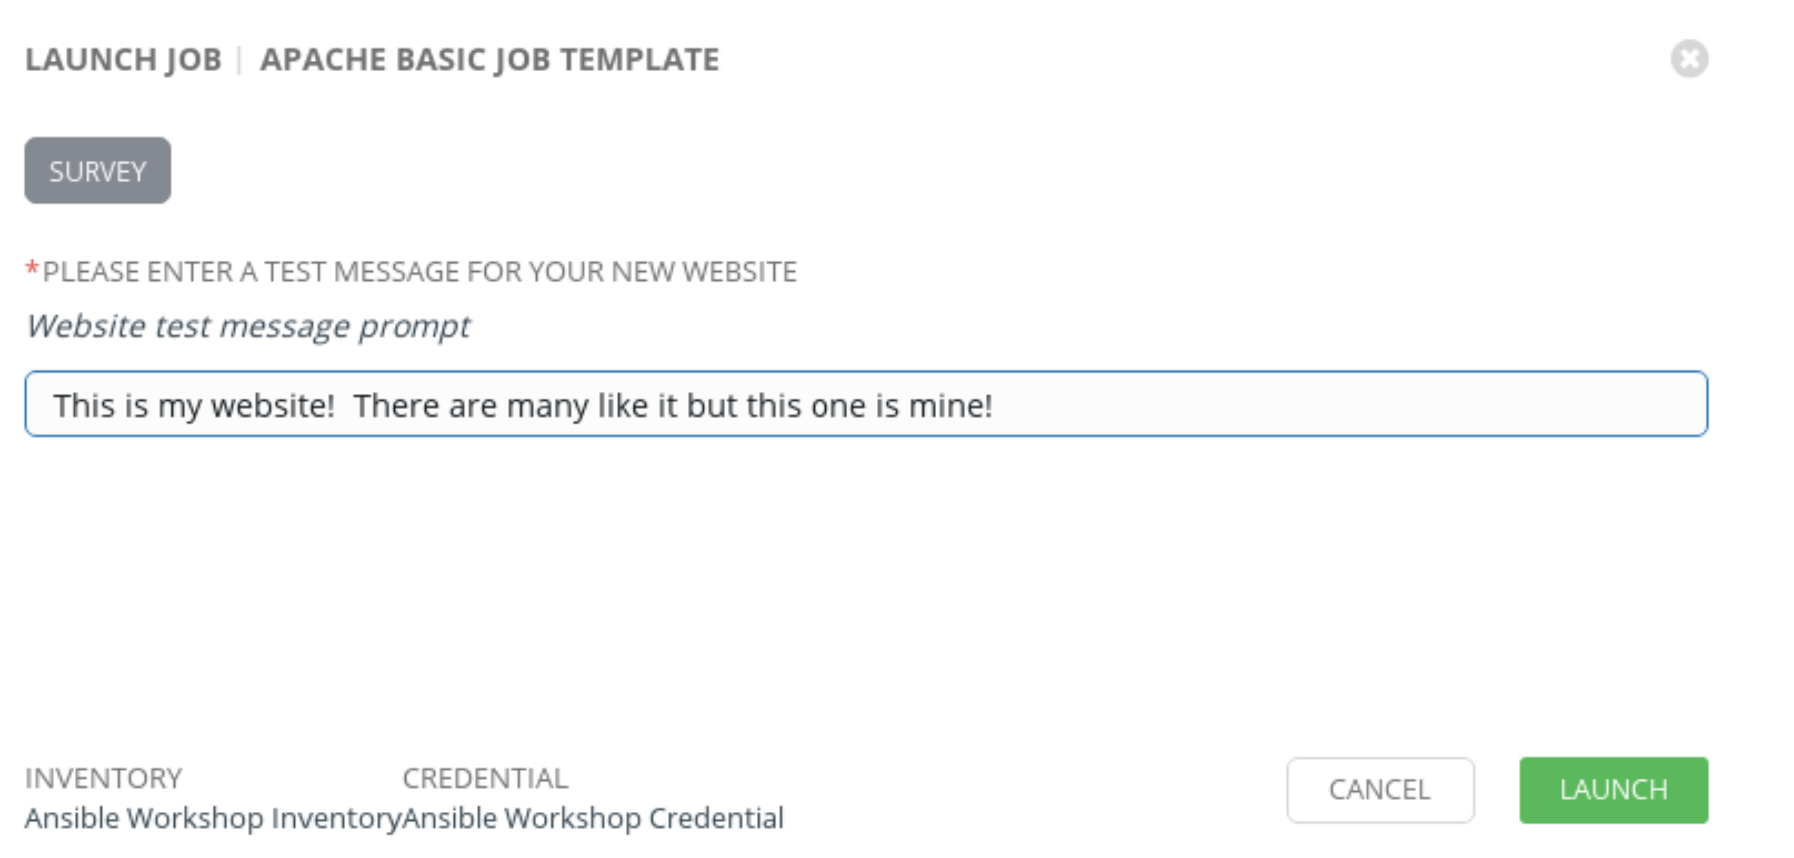 LAUNCH JOB | APACHE BASIC JOB TEMPLATE
SURVEY
*PLEASE ENTER A TEST MESSAGE FOR YOUR NEW WEBSITE
Website test message prompt
This is my website!  There are many like it but this one is mine!
INVENTORY CREDENTIAL
Ansible Workshop InventoryAnsible Workshop Credential
CANCEL LAUNCH